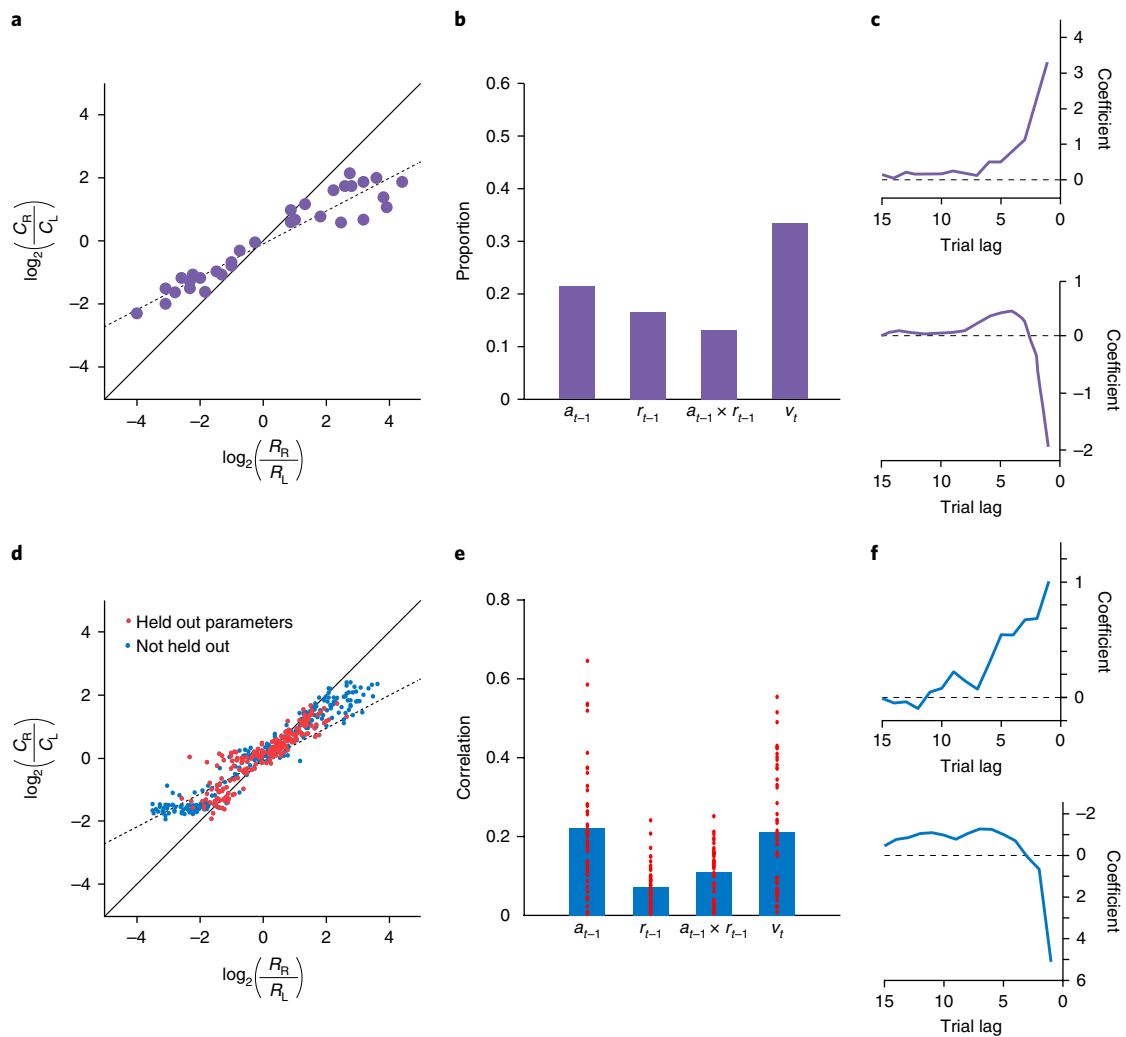 a
4
2
0
−2
−4
−4
−2
0
2
4
log2(CR/CL)
log2(RR/RL)
b
0.6
0.5
0.4
0.3
0.2
0.1
0
Proportion
at−1
rt−1
at−1 × rt−1
vt
c
4
3
2
1
0
Coefficient
15
10
5
0
Trial lag
1
0
−1
−2
Coefficient
15
10
5
0
Trial lag
d
Held out parameters
Not held out
4
2
0
−2
−4
−4
−2
0
2
4
log2(CR/CL)
log2(RR/RL)
e
0.8
0.6
0.4
0.2
0
Correlation
at−1
rt−1
at−1 × rt−1
vt
f
1
0
Coefficient
15
10
5
0
Trial lag
−2
0
2
4
6
Coefficient
15
10
5
0
Trial lag